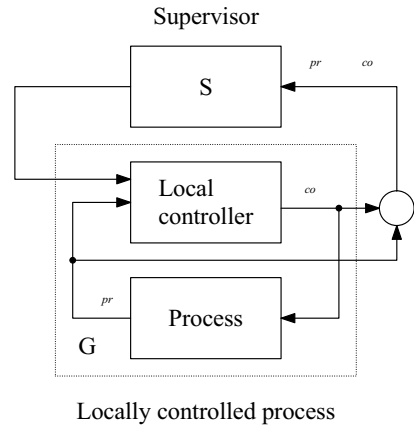 Supervisor
S
pr co
Local
controller
co
pr
Process
G
Locally controlled process